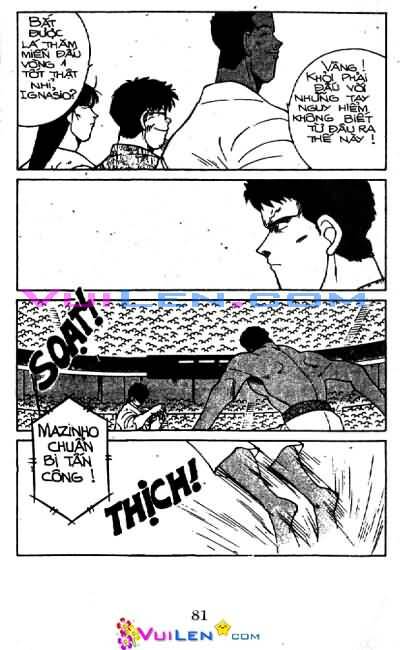 BẮT
ĐƯỢC
LÁ THĂM
MIỄN ĐẤU
VÒNG 1
TỐT THẬT
NHỈ,
IGNASIO?
VÂNG!
KHỎI PHẢI
ĐẤU VỚI
NHỮNG TAY
NGUY HIỂM
KHÔNG BIẾT
TỪ ĐÂU RA
THẾ NÀY!
VUILEN.COM
SOẠT!
MAZINHO
CHUẨN
BỊ TẤN
CÔNG!
THỊCH!
81
VUILEN.COM